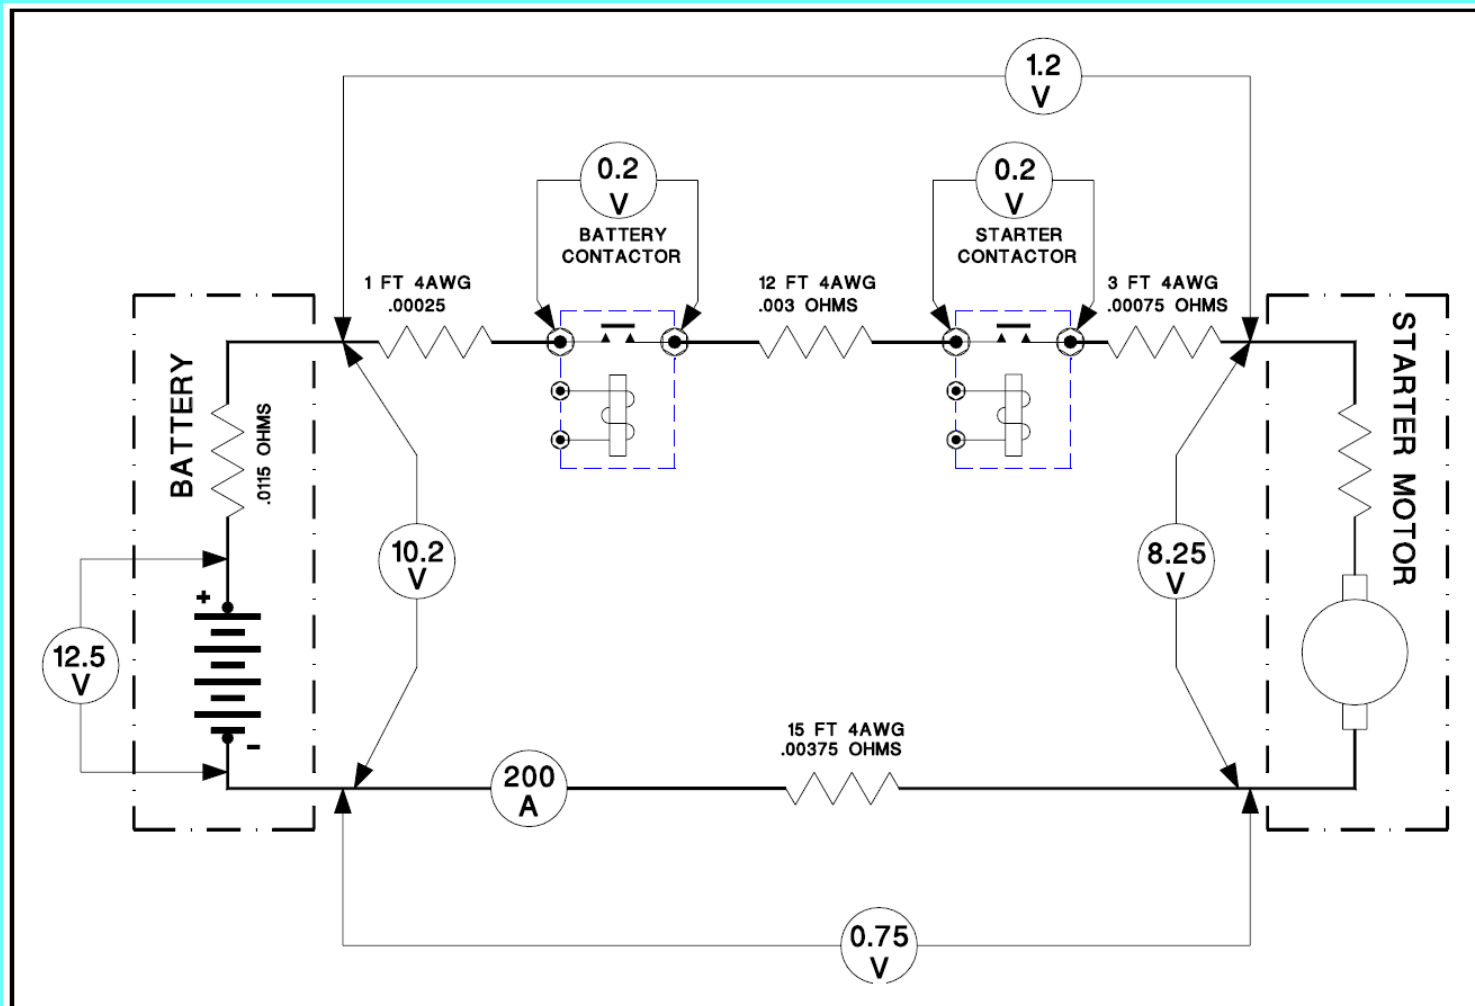 1.2
V
0.2
V
BATTERY
CONTACTOR
0.2
V
STARTER
CONTACTOR
1 FT 4AWG
.00025
12 FT 4AWG
.003 OHMS
3 FT 4AWG
.00075 OHMS
BATTERY
.0115 OHMS
STARTER MOTOR
10.2
V
8.25
V
+
12.5
V
-
15 FT 4AWG
.00375 OHMS
200
A
0.75
V